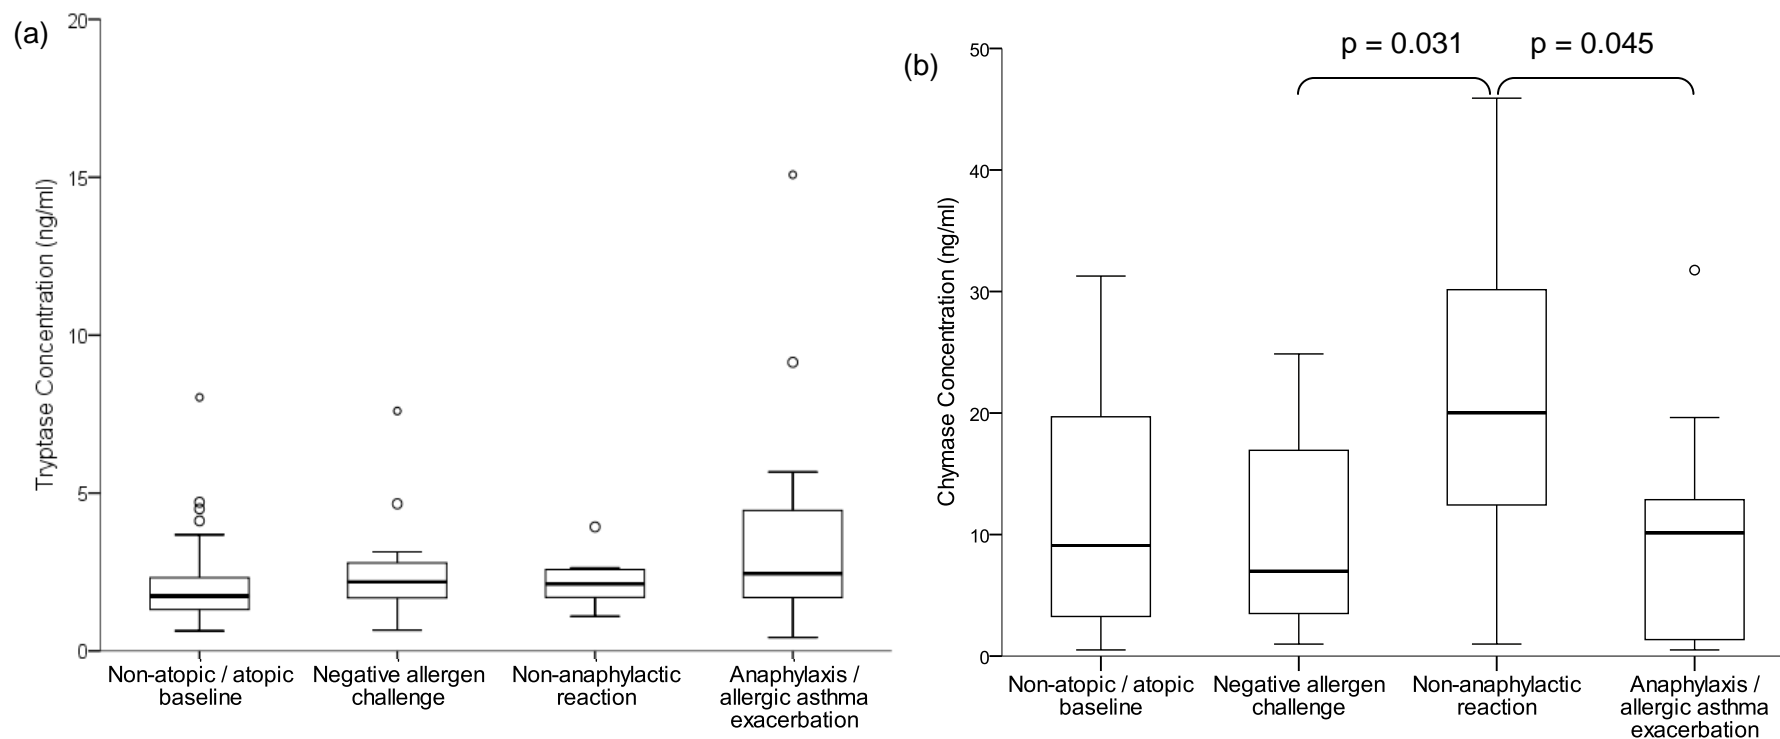 (a)
20
15
10
5
0
Tryptase Concentration (ng/ml)
Non-atopic / atopic
baseline
Negative allergen
challenge
Non-anaphylactic
reaction
Anaphylaxis /
allergic asthma
exacerbation
(b)
p = 0.031
p = 0.045
50
40
30
20
10
0
Chymase Concentration (ng/ml)
Non-atopic / atopic
baseline
Negative allergen
challenge
Non-anaphylactic
reaction
Anaphylaxis /
allergic asthma
exacerbation